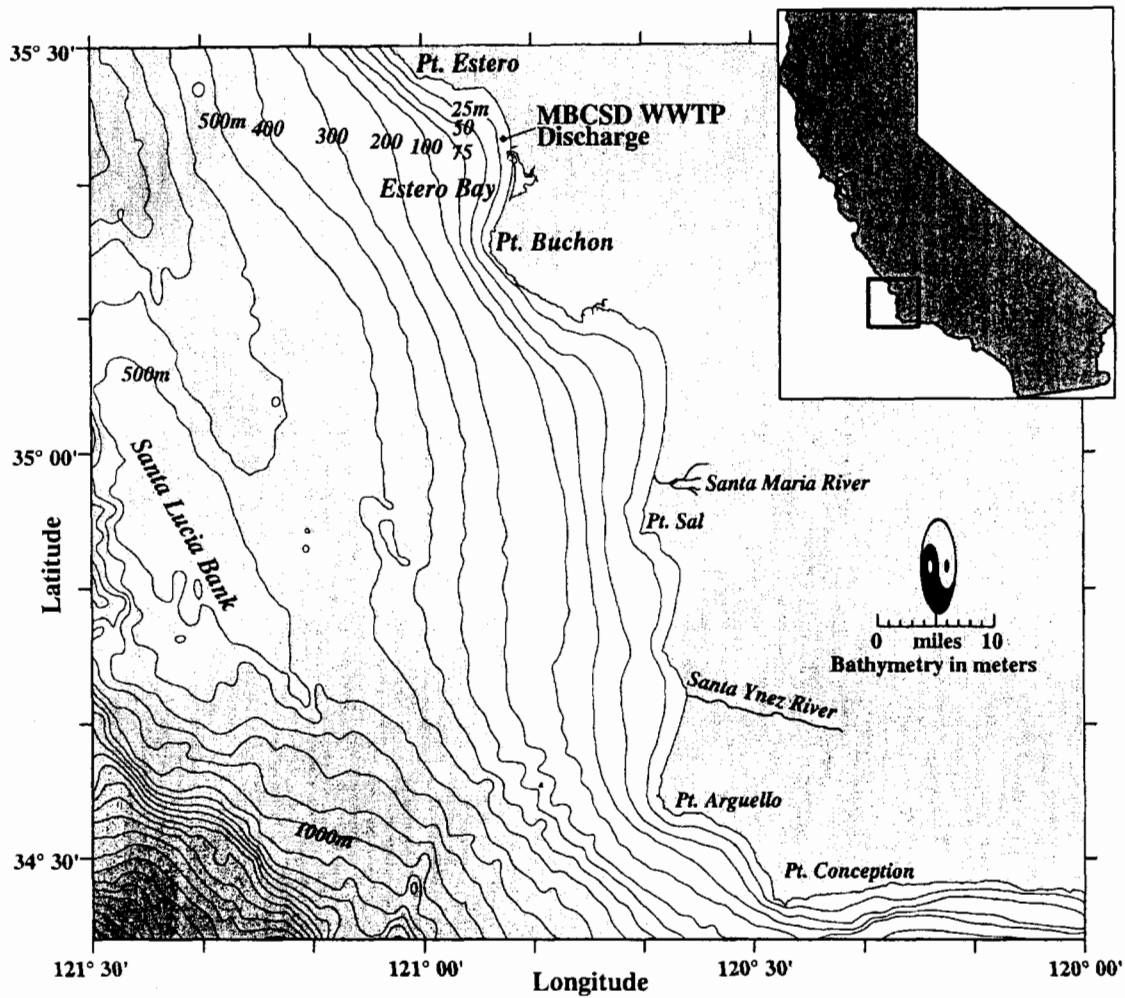 35° 30'
Pt. Estero
25m
50
75
MBCSD WWTP
Discharge
500m
400
300
200
100
Estero Bay
Pt. Buchon
500m
35° 00'
Santa Lucia Bank
Santa Maria River
Pt. Sal
Latitude
0 miles 10
Bathymetry in meters
Santa Ynez River
Pt. Arguello
1000m
34° 30'
Pt. Conception
121° 30'
121° 00'
120° 30'
120° 00'
Longitude